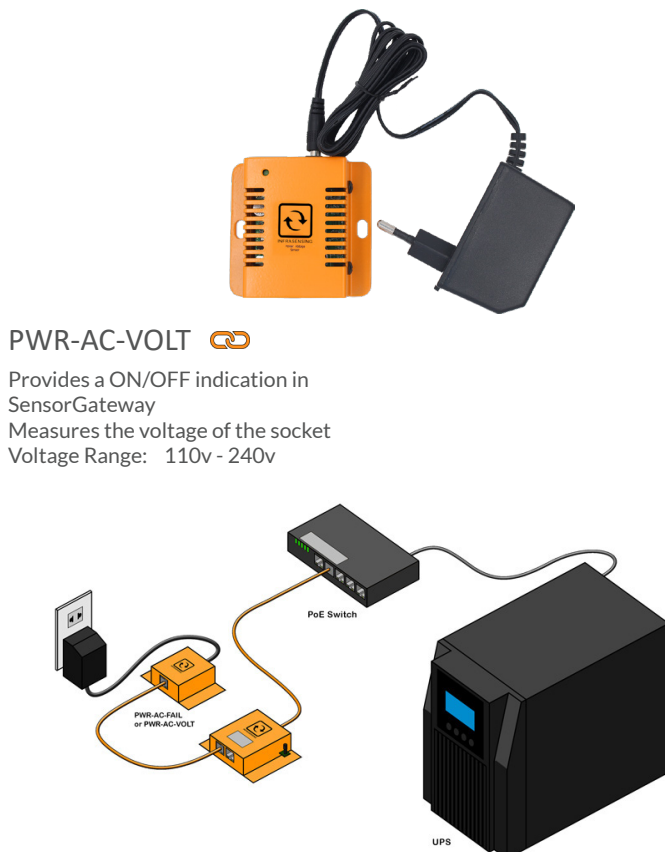 INFRASENSING
PWR-AC-VOLT
Provides a ON/OFF indication in
SensorGateway
Measures the voltage of the socket
Voltage Range: 110v - 240v
PoE Switch
PWR-AC-FAIL
or PWR-AC-VOLT
UPS